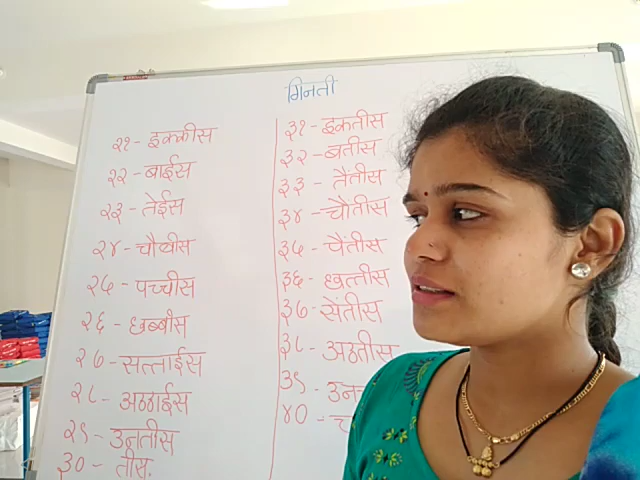 गिनती
२१ - इक्कीस
२२ - बाईस
२३ - तेईस
२४ - चौव्वीस
२५ - पच्चीस
२६ - छब्बीस
२७ - सत्ताईस
२८ - अठाईस
२९ - उनतीस
३० - तीस.
३१ - इकतीस
३२ - बतीस
३३ - तैंतीस
३४ - चौंतीस
३५ - पैंतीस
३६ - छत्तीस
३७ - सेंतीस
३८ - अठतीस
३९ -
४० -